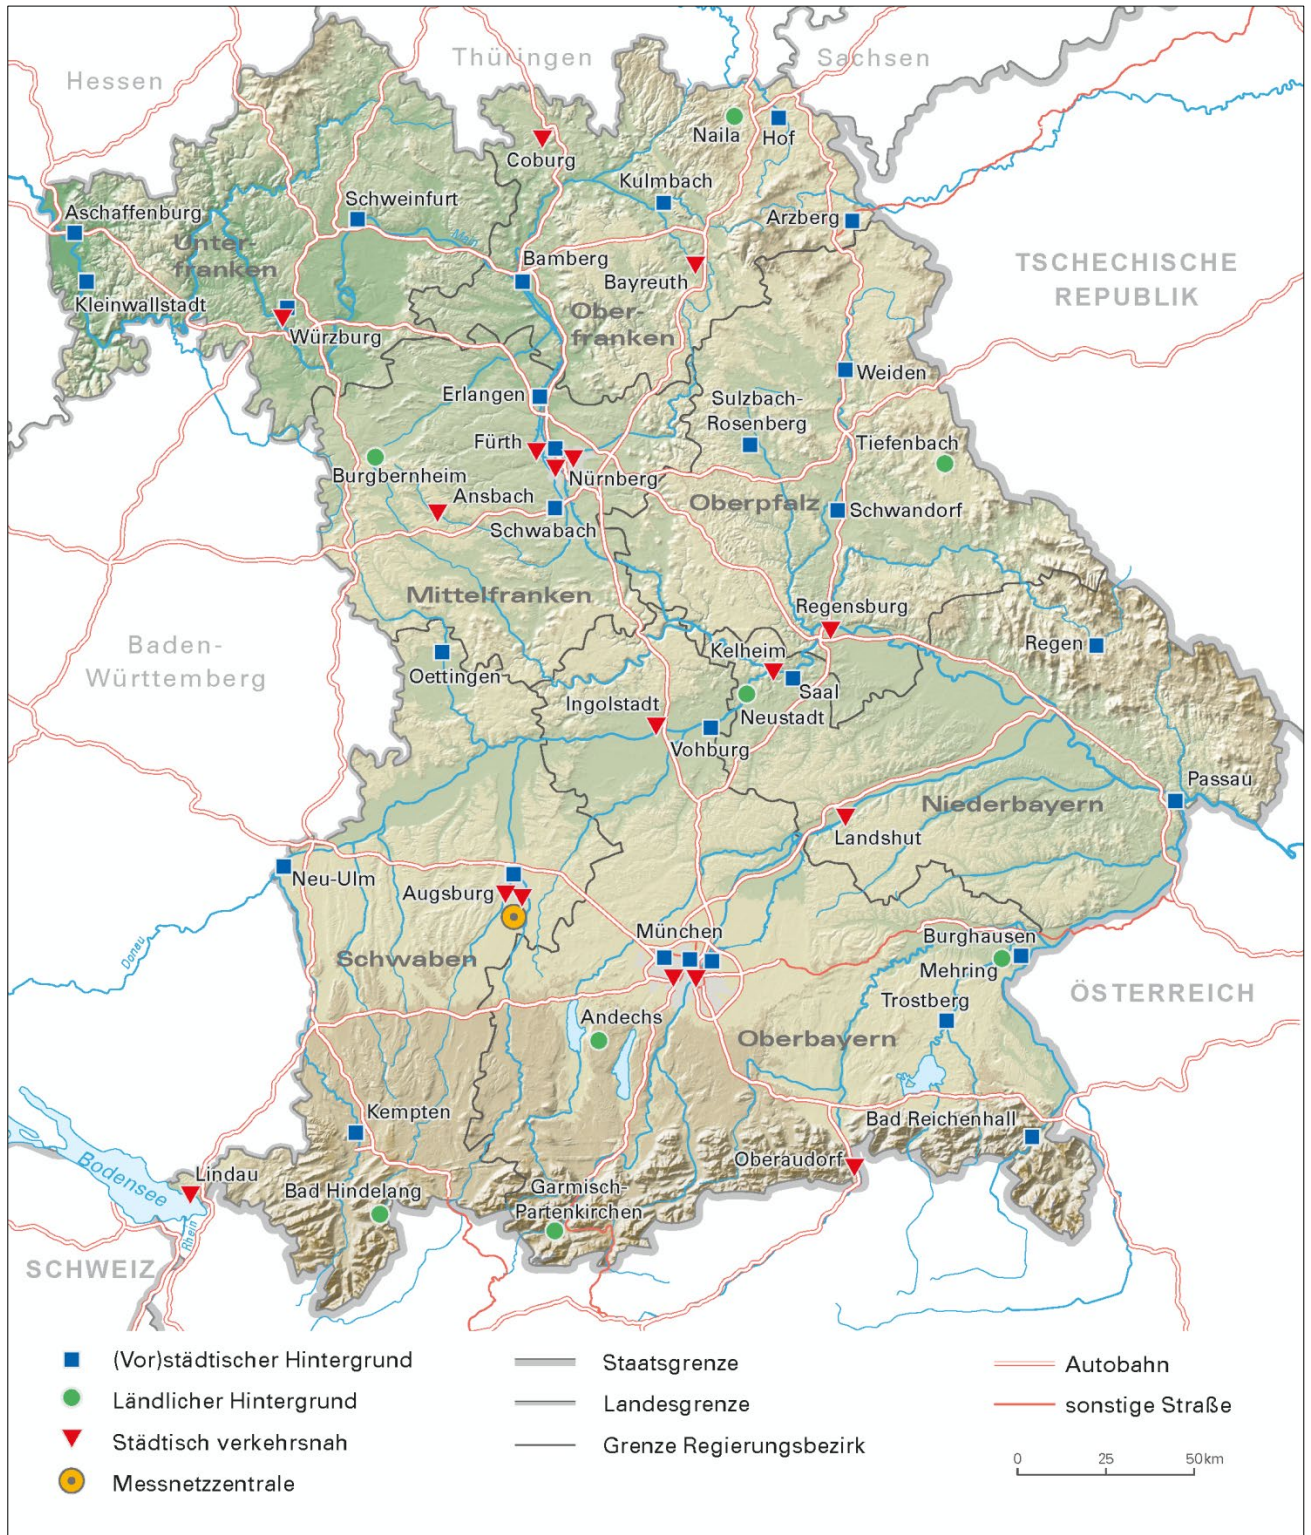 Thüringen
Sachsen
Hessen
Naila
Hof
Coburg
Kulmbach
Schweinfurt
Aschaffenburg
Arzberg
Main
Unter-
franken
Bamberg
Bayreuth
TSCHECHISCHE
REPUBLIK
Kleinwallstadt
Ober-
franken
Würzburg
Weiden
Erlangen
Sulzbach-
Rosenberg
Fürth
Tiefenbach
Burgbernheim
Nürnberg
Ansbach
Oberpfalz
Schwandorf
Schwabach
Mittelfranken
Regensburg
Baden-
Württemberg
Regen
Kelheim
Oettingen
Saal
Ingolstadt
Neustadt
Vohburg
Passau
Niederbayern
Landshut
Neu-Ulm
Augsburg
Donau
München
Burghausen
Schwaben
Mehring
ÖSTERREICH
Trostberg
Andechs
Oberbayern
Kempten
Bad Reichenhall
Bodensee
Oberaudorf
Lindau
Bad Hindelang
Garmisch-
Partenkirchen
Rhein
SCHWEIZ
(Vor)städtischer Hintergrund
Ländlicher Hintergrund
Städtisch verkehrsnah
Messnetzzentrale
Staatsgrenze
Landesgrenze
Grenze Regierungsbezirk
Autobahn
sonstige Straße
0 25 50 km